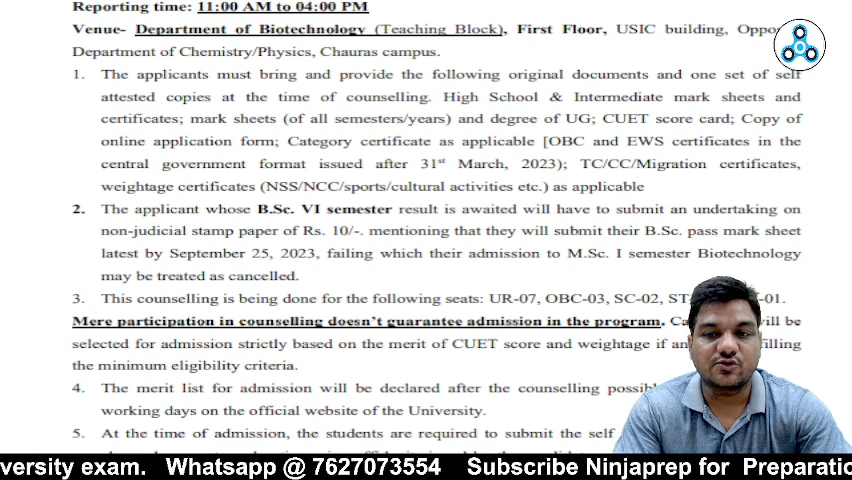 Reporting time: 11:00 AM to 04:00 PM
Venue- Department of Biotechnology (Teaching Block), First Floor, USIC building,
Department of Chemistry/Physics, Chauras campus.
1. The applicants must bring and provide the following original documents and one set of self
attested copies at the time of counselling. High School & Intermediate mark sheets and
certificates; mark sheets (of all semesters/years) and degree of UG; CUET score card; Copy of
online application form; Category certificate as applicable [OBC and EWS certificates in the
central government format issued after 31st March, 2023); TC/CC/Migration certificates,
weightage certificates (NSS/NCC/sports/cultural activities etc.) as applicable
2. The applicant whose B.Sc. VI semester result is awaited will have to submit an undertaking on
non-judicial stamp paper of Rs. 10/-. mentioning that they will submit their B.Sc. pass mark sheet
latest by September 25, 2023, failing which their admission to M.Sc. I semester Biotechnology
may be treated as cancelled.
3. This counselling is being done for the following seats: UR-07, OBC-03, SC-02,
Mere participation in counselling doesn't guarantee admission in the program. will be
selected for admission strictly based on the merit of CUET score and weightage if
the minimum eligibility criteria.
4. The merit list for admission will be declared after the counselling
working days on the official website of the University.
5. At the time of admission, the students are required to submit the self
exam. Whatsapp @ 7627073554 Subscribe Ninjaprep for